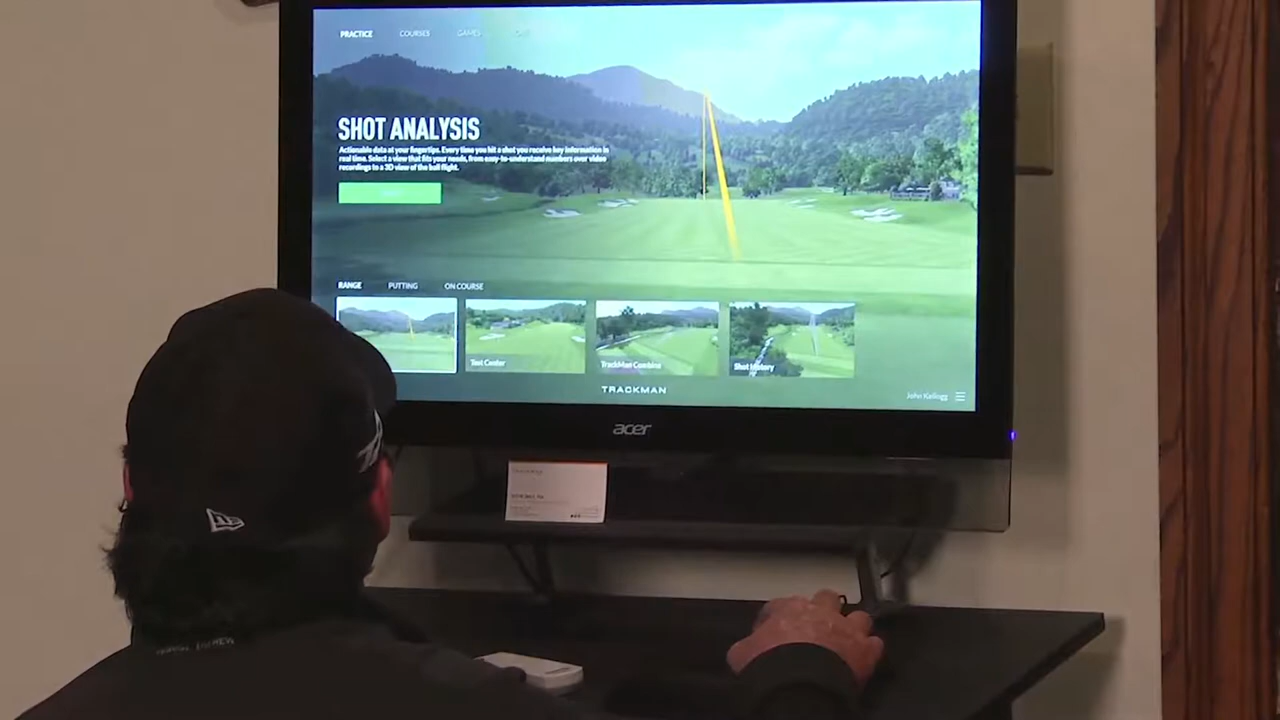 PRACTICE COURSES GAMES
SHOT ANALYSIS
Actionable data at your fingertips. Every time you hit a shot you receive key information in
real time. Select a view that fits your needs, from easy-to-understand numbers over video
recordings to a 3D view of the ball flight.
RANGE PUTTING ON COURSE
Test Center TrackMan Combine Shot History
TRACKMAN
John Kellogg
acer